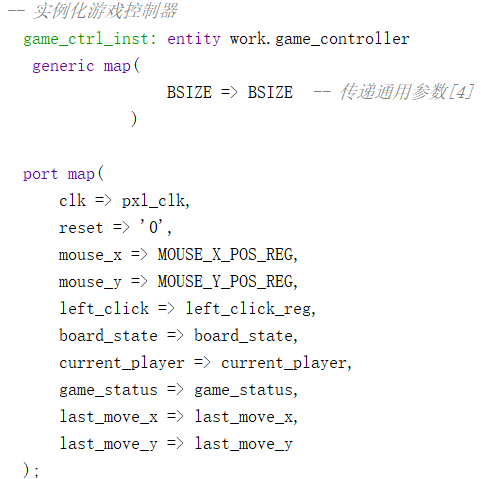 -- 实例化游戏控制器
game_ctrl_inst: entity work.game_controller
generic map(
BSIZE => BSIZE -- 传递通用参数[4]
)
port map(
clk => pxl_clk,
reset => '0',
mouse_x => MOUSE_X_POS_REG,
mouse_y => MOUSE_Y_POS_REG,
left_click => left_click_reg,
board_state => board_state,
current_player => current_player,
game_status => game_status,
last_move_x => last_move_x,
last_move_y => last_move_y
);